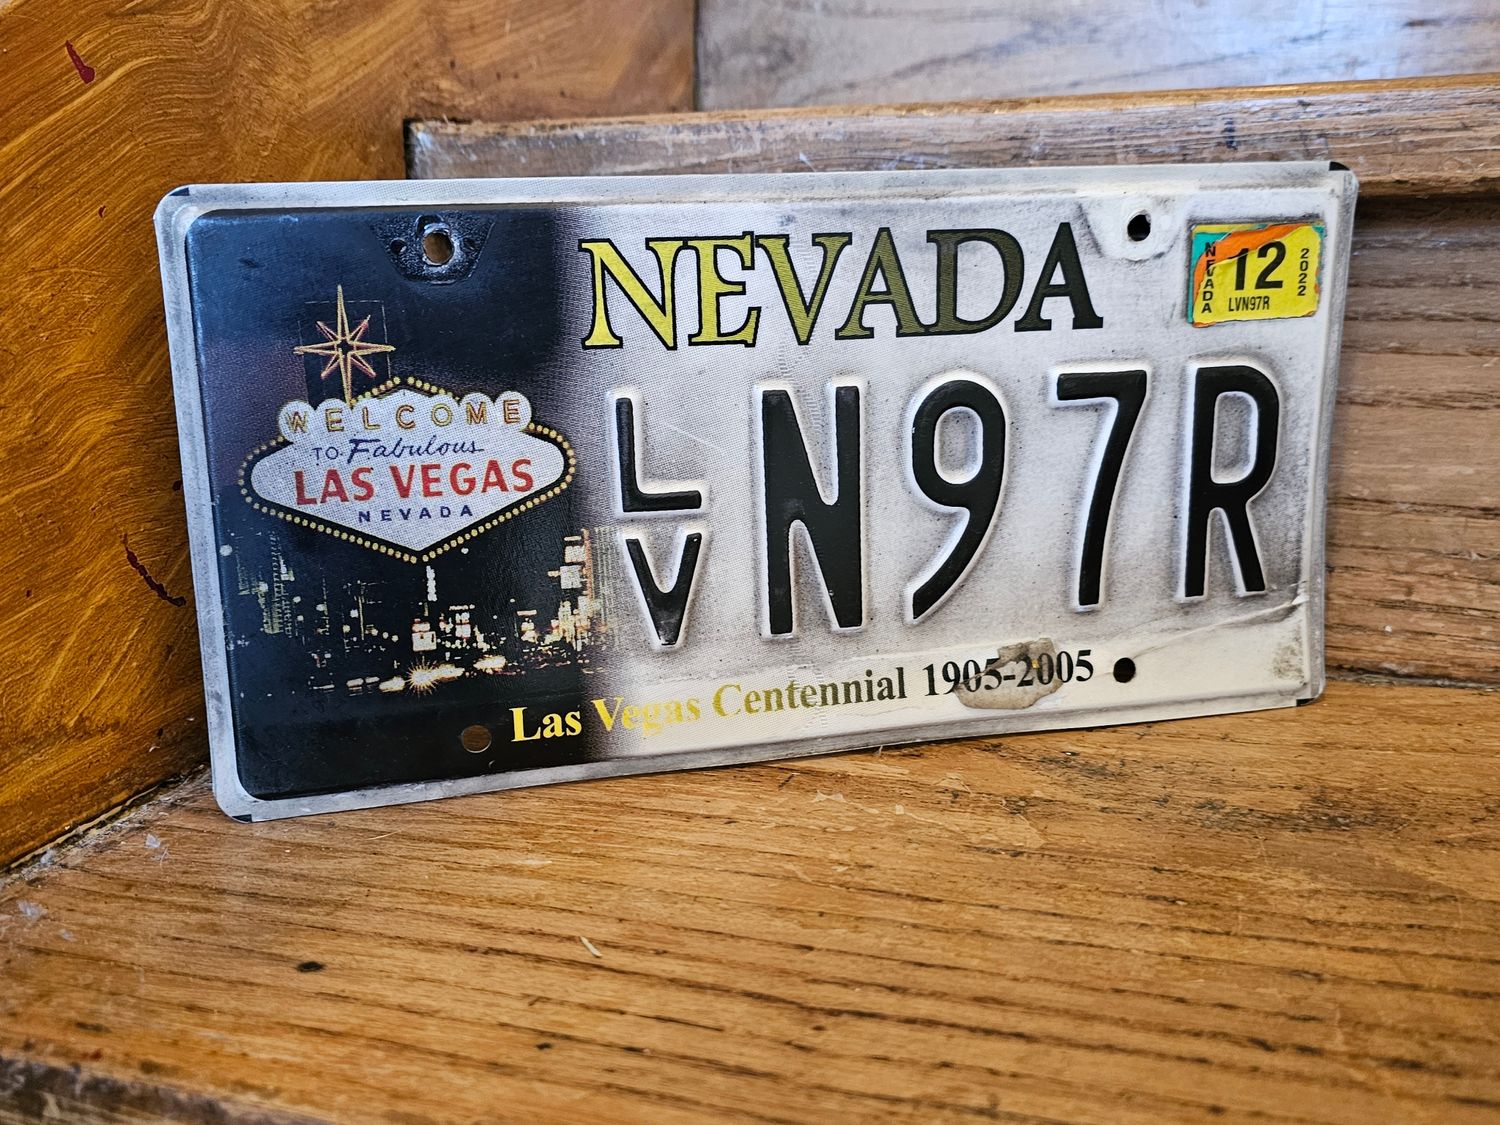 NEVADA
NEVADA
12
2022
LVN97R
WELCOME
TO Fabulous
LAS VEGAS
NEVADA
LV N97R
Las Vegas Centennial 1905-2005